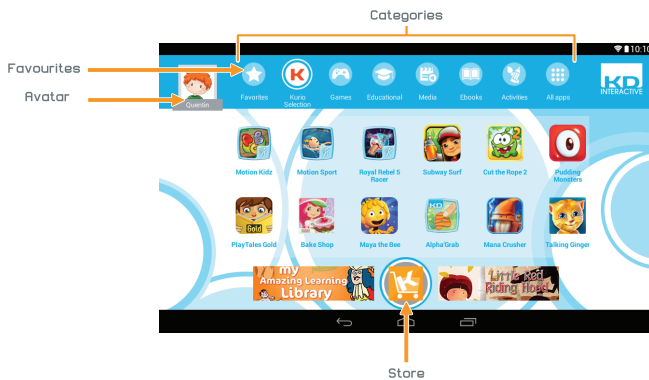 Categories
10:10
Favourites
Avatar
Quentin
Favorites
Kurio
Selection
Games
Educational
Media
Ebooks
Activities
All apps
KD
INTERACTIVE
Motion Kidz
Motion Sport
Royal Rebel 5
Racer
Subway Surf
Cut the Rope 2
Pudding
Monsters
Gold
KD
PlayTales Gold
Bake Shop
Maya the Bee
Alpha'Grab
Mana Crusher
Talking Ginger
my
Amazing Learning
Library
Little Red
Riding Hood
Store